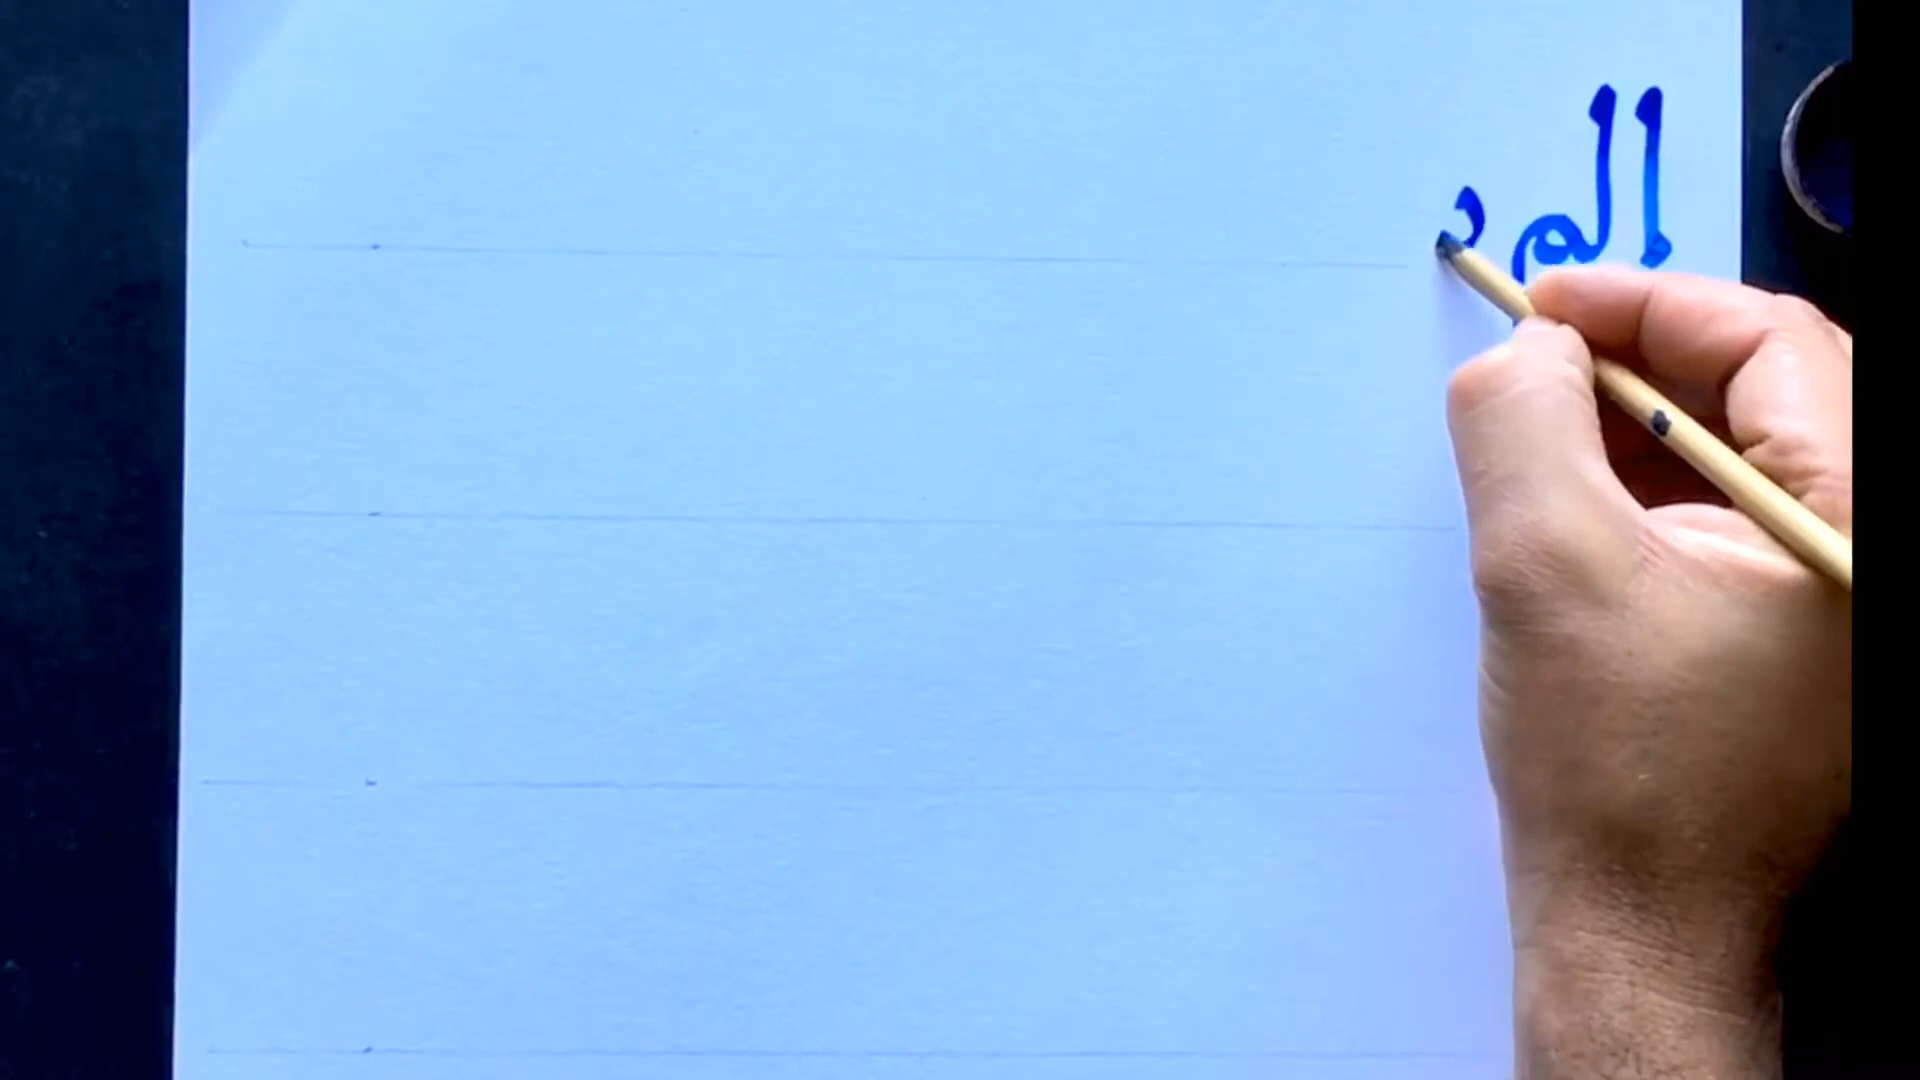 الم د